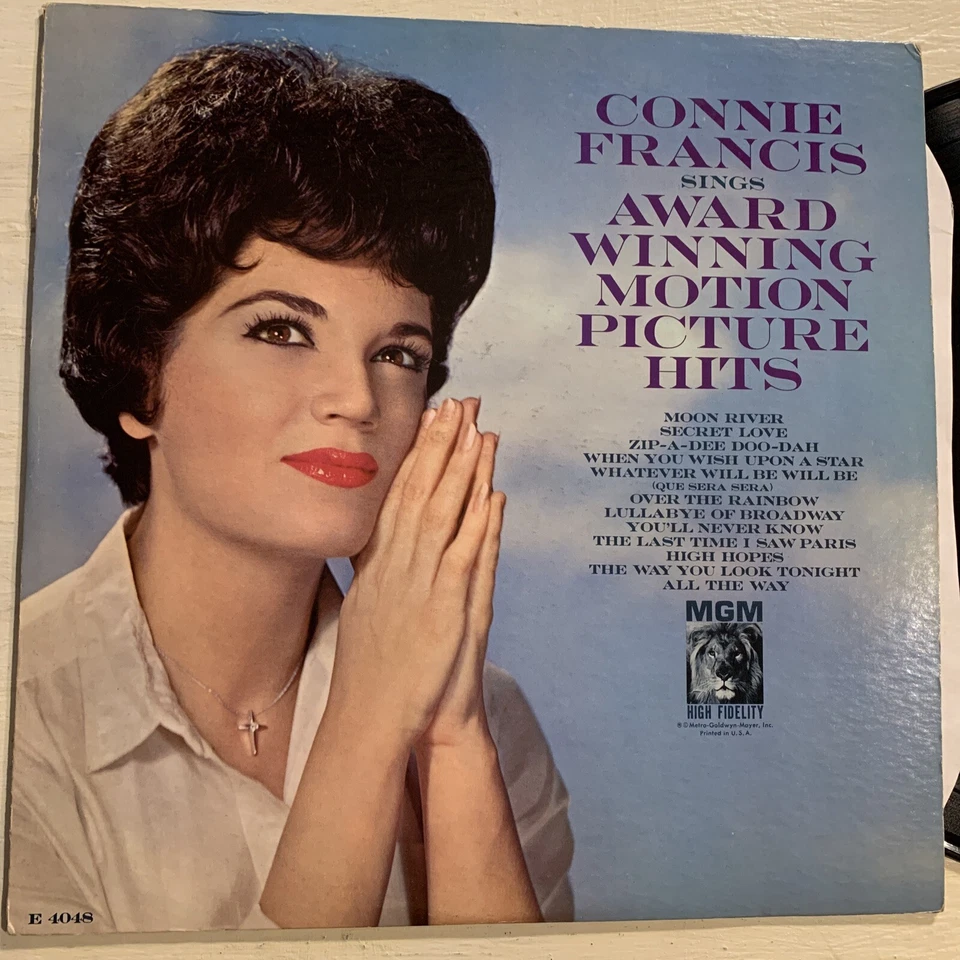 CONNIE
FRANCIS
SINGS
AWARD
WINNING
MOTION
PICTURE
HITS
MOON RIVER
SECRET LOVE
ZIP-A-DEE DOO-DAH
WHEN YOU WISH UPON A STAR
WHATEVER WILL BE WILL BE
(QUE SERA SERA)
OVER THE RAINBOW
LULLABYE OF BROADWAY
YOU'LL NEVER KNOW
THE LAST TIME I SAW PARIS
HIGH HOPES
THE WAY YOU LOOK TONIGHT
ALL THE WAY
MGM
HIGH FIDELITY
® © Metro-Goldwyn-Mayer, Inc.
Printed in U.S.A.
E 4048